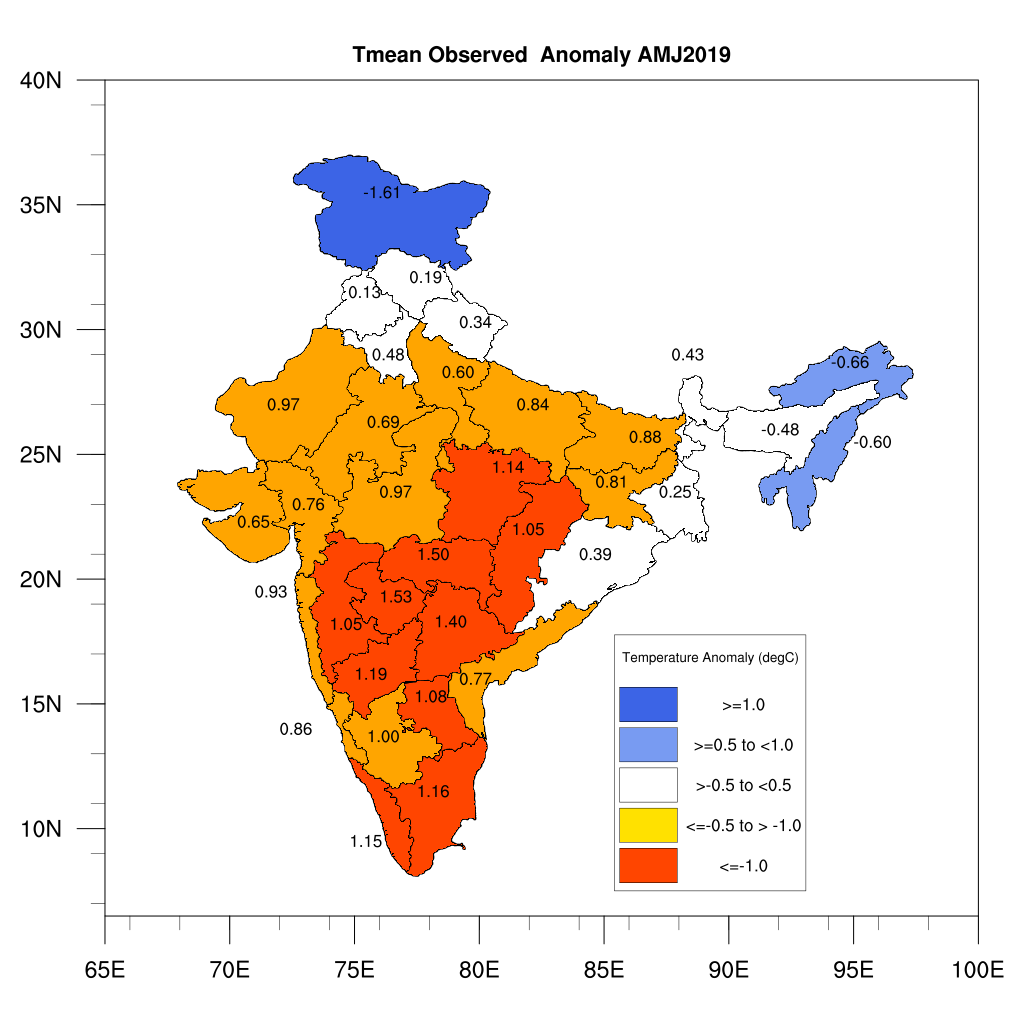 Tmean Observed  Anomaly AMJ2019
40N
35N
30N
25N
20N
15N
10N
-1.61
0.19
0.13
0.34
0.48
0.43
0.60
-0.66
0.97
0.84
0.69
-0.48
0.88
-0.60
1.14
0.81
0.97
0.25
0.76
0.65
1.05
0.39
1.50
0.93
1.53
1.05
1.40
1.19
0.77
1.08
0.86
1.00
1.16
1.15
Temperature Anomaly (degC)
>=1.0
>=0.5 to <1.0
>-0.5 to <0.5
<=-0.5 to > -1.0
<=-1.0
65E 70E 75E 80E 85E 90E 95E 100E